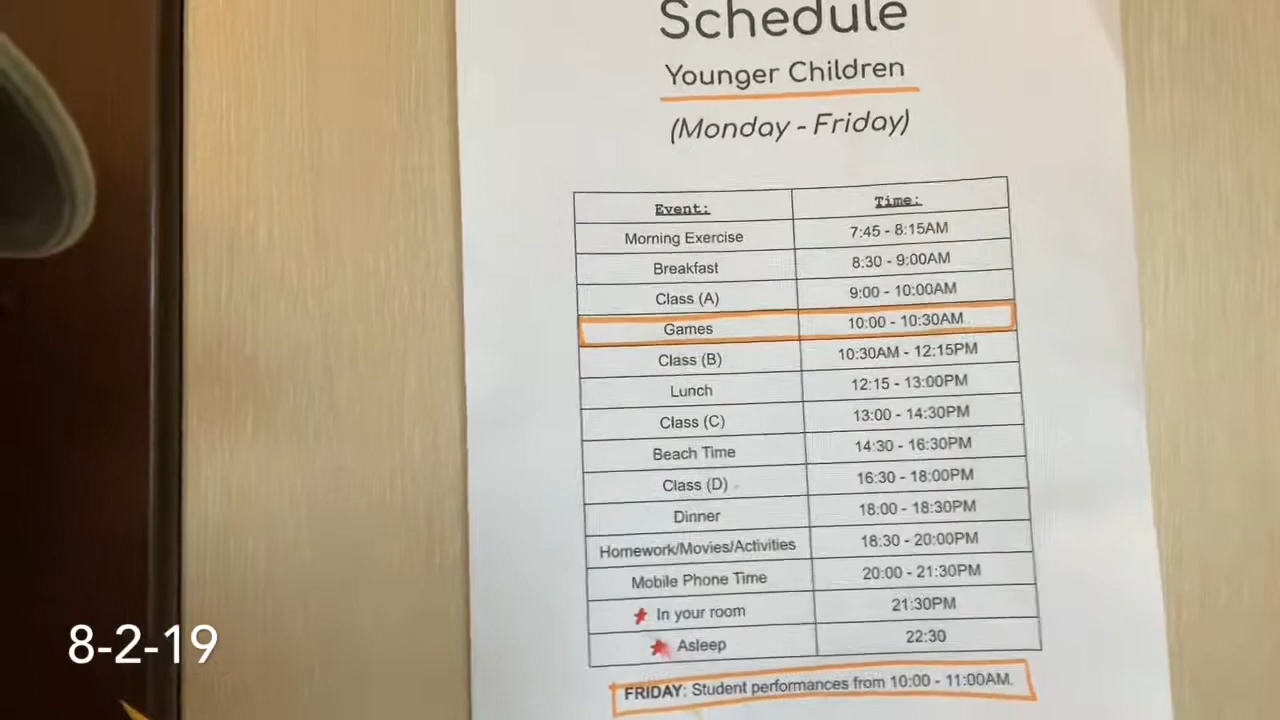 Schedule
Younger Children
(Monday - Friday)
Event: Time:
Morning Exercise 7:45 - 8:15AM
Breakfast 8:30 - 9:00AM
Class (A) 9:00 - 10:00AM
Games 10:00 - 10:30AM
Class (B) 10:30AM - 12:15PM
Lunch 12:15 - 13:00PM
Class (C) 13:00 - 14:30PM
Beach Time 14:30 - 16:30PM
Class (D) 16:30 - 18:00PM
Dinner 18:00 - 18:30PM
Homework/Movies/Activities 18:30 - 20:00PM
Mobile Phone Time 20:00 - 21:30PM
In your room 21:30PM
Asleep 22:30
FRIDAY: Student performances from 10:00 - 11:00AM.
8-2-19